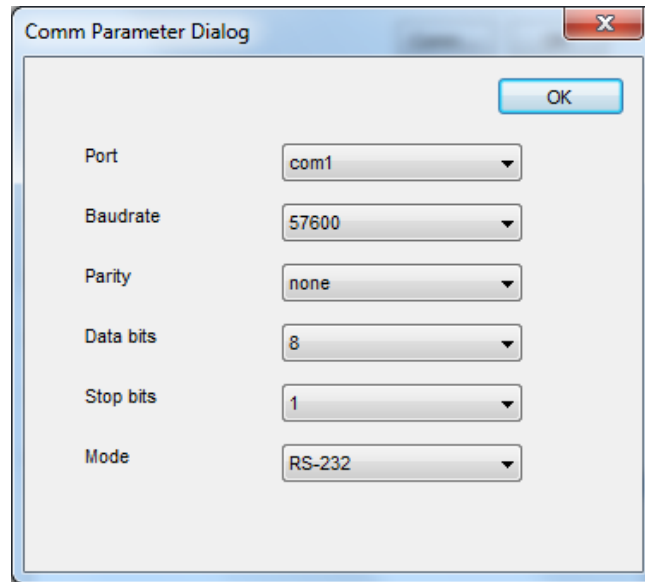 Comm Parameter Dialog
OK
Port com1
Baudrate 57600
Parity none
Data bits 8
Stop bits 1
Mode RS-232